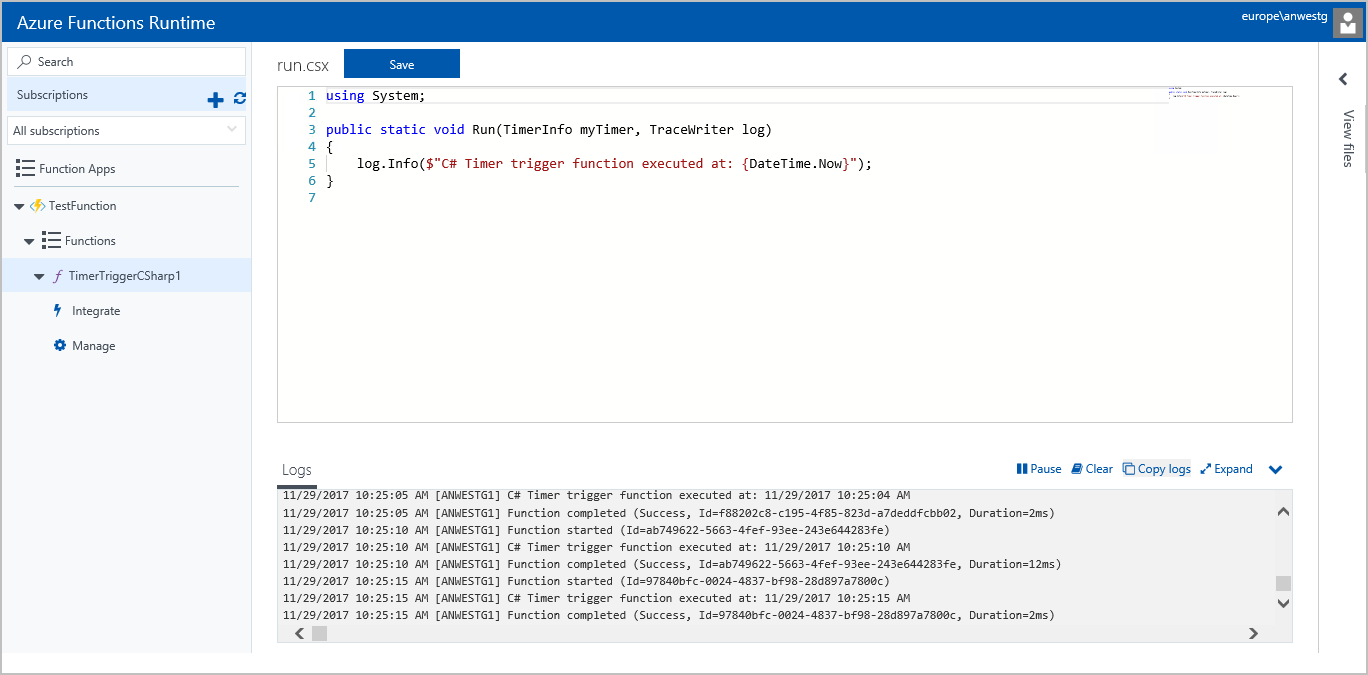 Azure Functions Runtime
europe\anwestg
Search
Subscriptions
All subscriptions
Function Apps
TestFunction
Functions
TimerTriggerCSharp1
Integrate
Manage
run.csx
Save
1 using System;
2
3 public static void Run(TimerInfo myTimer, TraceWriter log)
4 {
5 log.Info($"C# Timer trigger function executed at: {DateTime.Now}");
6 }
7
View files
Logs
Pause Clear Copy logs Expand
11/29/2017 10:25:05 AM [ANWESTG1] C# Timer trigger function executed at: 11/29/2017 10:25:04 AM
11/29/2017 10:25:05 AM [ANWESTG1] Function completed (Success, Id=f88202c8-c195-4f85-823d-a7deddfcbb02, Duration=2ms)
11/29/2017 10:25:10 AM [ANWESTG1] Function started (Id=ab749622-5663-4fef-93ee-243e644283fe)
11/29/2017 10:25:10 AM [ANWESTG1] C# Timer trigger function executed at: 11/29/2017 10:25:10 AM
11/29/2017 10:25:10 AM [ANWESTG1] Function completed (Success, Id=ab749622-5663-4fef-93ee-243e644283fe, Duration=12ms)
11/29/2017 10:25:15 AM [ANWESTG1] Function started (Id=97840bfc-0024-4837-bf98-28d897a7800c)
11/29/2017 10:25:15 AM [ANWESTG1] C# Timer trigger function executed at: 11/29/2017 10:25:15 AM
11/29/2017 10:25:15 AM [ANWESTG1] Function completed (Success, Id=97840bfc-0024-4837-bf98-28d897a7800c, Duration=2ms)